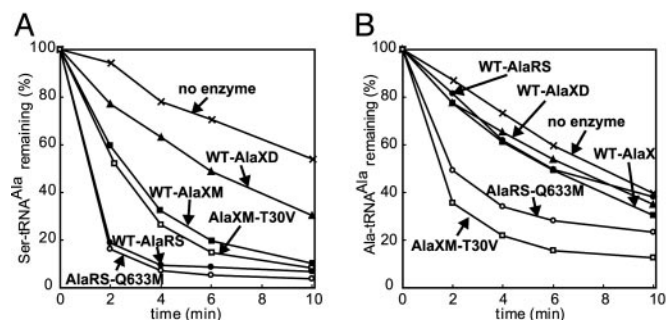 A
Ser-tRNAAla remaining (%)
100
80
60
40
20
0
0
2
4
6
8
10
time (min)
no enzyme
WT-AlaXD
WT-AlaXM
AlaXM-T30V
WT-AlaRS
AlaRS-Q633M
B
Ala-tRNAAla remaining (%)
100
80
60
40
20
0
0
2
4
6
8
10
time (min)
WT-AlaRS
WT-AlaXD
no enzyme
WT-AlaX
AlaRS-Q633M
AlaXM-T30V